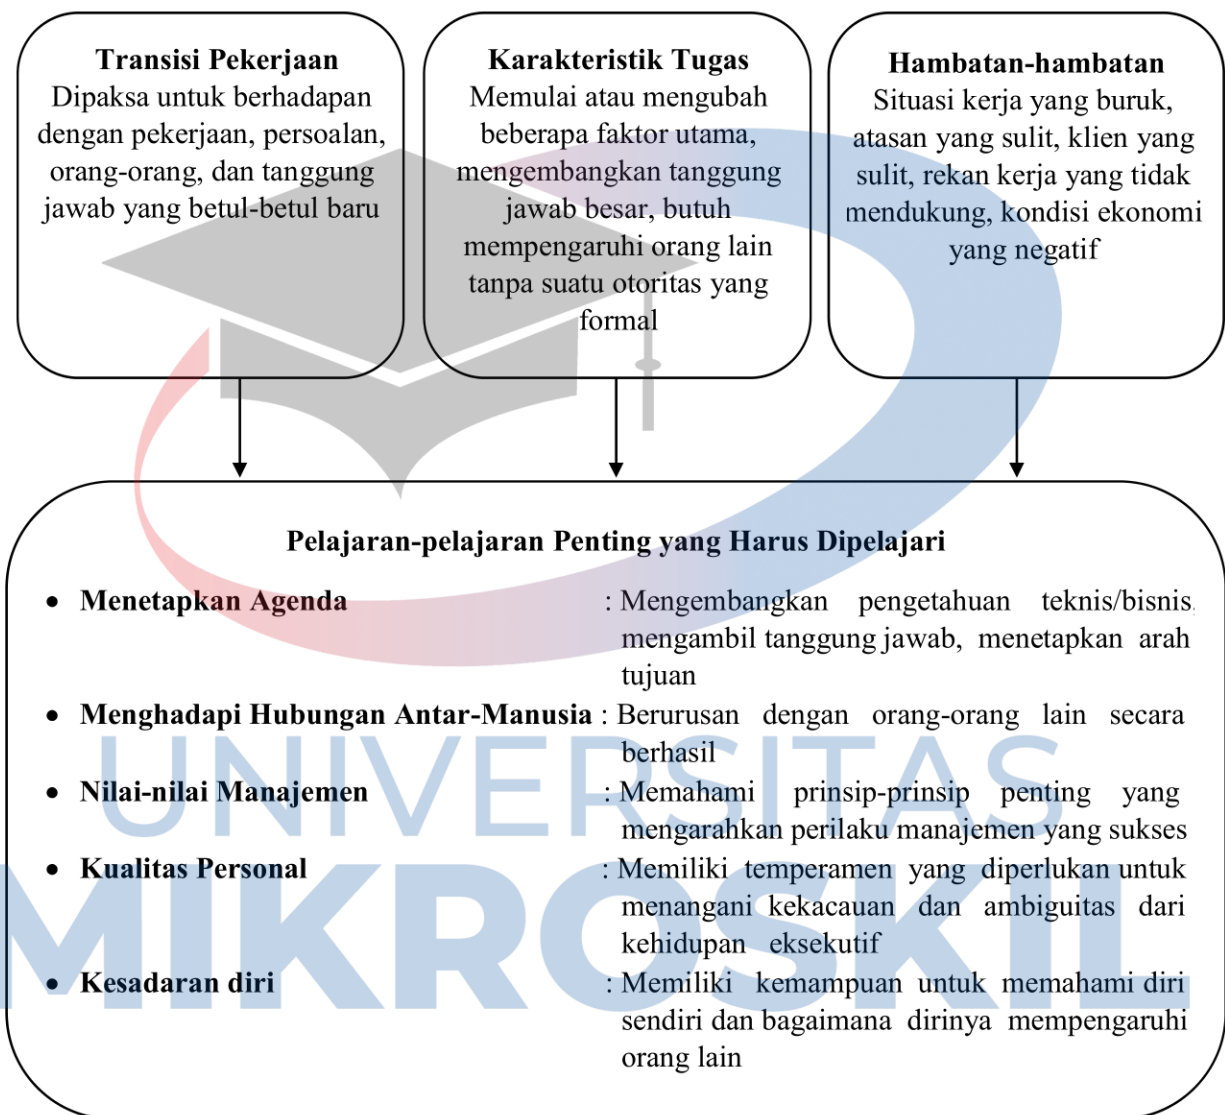 Transisi Pekerjaan
Dipaksa untuk berhadapan
dengan pekerjaan, persoalan,
orang-orang, dan tanggung
jawab yang betul-betul baru
Karakteristik Tugas
Memulai atau mengubah
beberapa faktor utama,
mengembangkan tanggung
jawab besar, butuh
mempengaruhi orang lain
tanpa suatu otoritas yang
formal
Hambatan-hambatan
Situasi kerja yang buruk,
atasan yang sulit, klien yang
sulit, rekan kerja yang tidak
mendukung, kondisi ekonomi
yang negatif
Pelajaran-pelajaran Penting yang Harus Dipelajari
• Menetapkan Agenda : Mengembangkan pengetahuan teknis/bisnis,
mengambil tanggung jawab, menetapkan arah
tujuan
• Menghadapi Hubungan Antar-Manusia : Berurusan dengan orang-orang lain secara
berhasil
• Nilai-nilai Manajemen : Memahami prinsip-prinsip penting yang
mengarahkan perilaku manajemen yang sukses
• Kualitas Personal : Memiliki temperamen yang diperlukan untuk
menangani kekacauan dan ambiguitas dari
kehidupan eksekutif
• Kesadaran diri : Memiliki kemampuan untuk memahami diri
sendiri dan bagaimana dirinya mempengaruhi
orang lain
UNIVERSITAS
MIKROSKIL